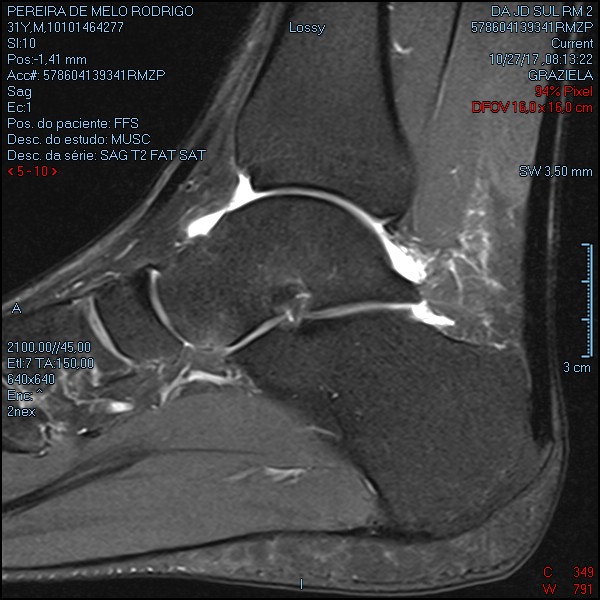 PEREIRA DE MELO RODRIGO
31Y,M,10101464277
Sl:10
Pos:-1,41 mm
Acc#: 578604139341RMZP
Sag
Ec:1
Pos. do paciente: FFS
Desc. do estudo: MUSC
Desc. da série: SAG T2 FAT SAT
< 5 - 10 >
Lossy
DA JD SUL RM 2
578604139341RMZP
Current
10/27/17 ,08:13:22
GRAZIELA
94% Pixel
DFOV 16,0 x 16,0 cm
SW 3,50 mm
A
3 cm
2100,00//45,00
Etl:7 TA:150,00
640x640
Enc: ^
2nex
I
C 349
W 791